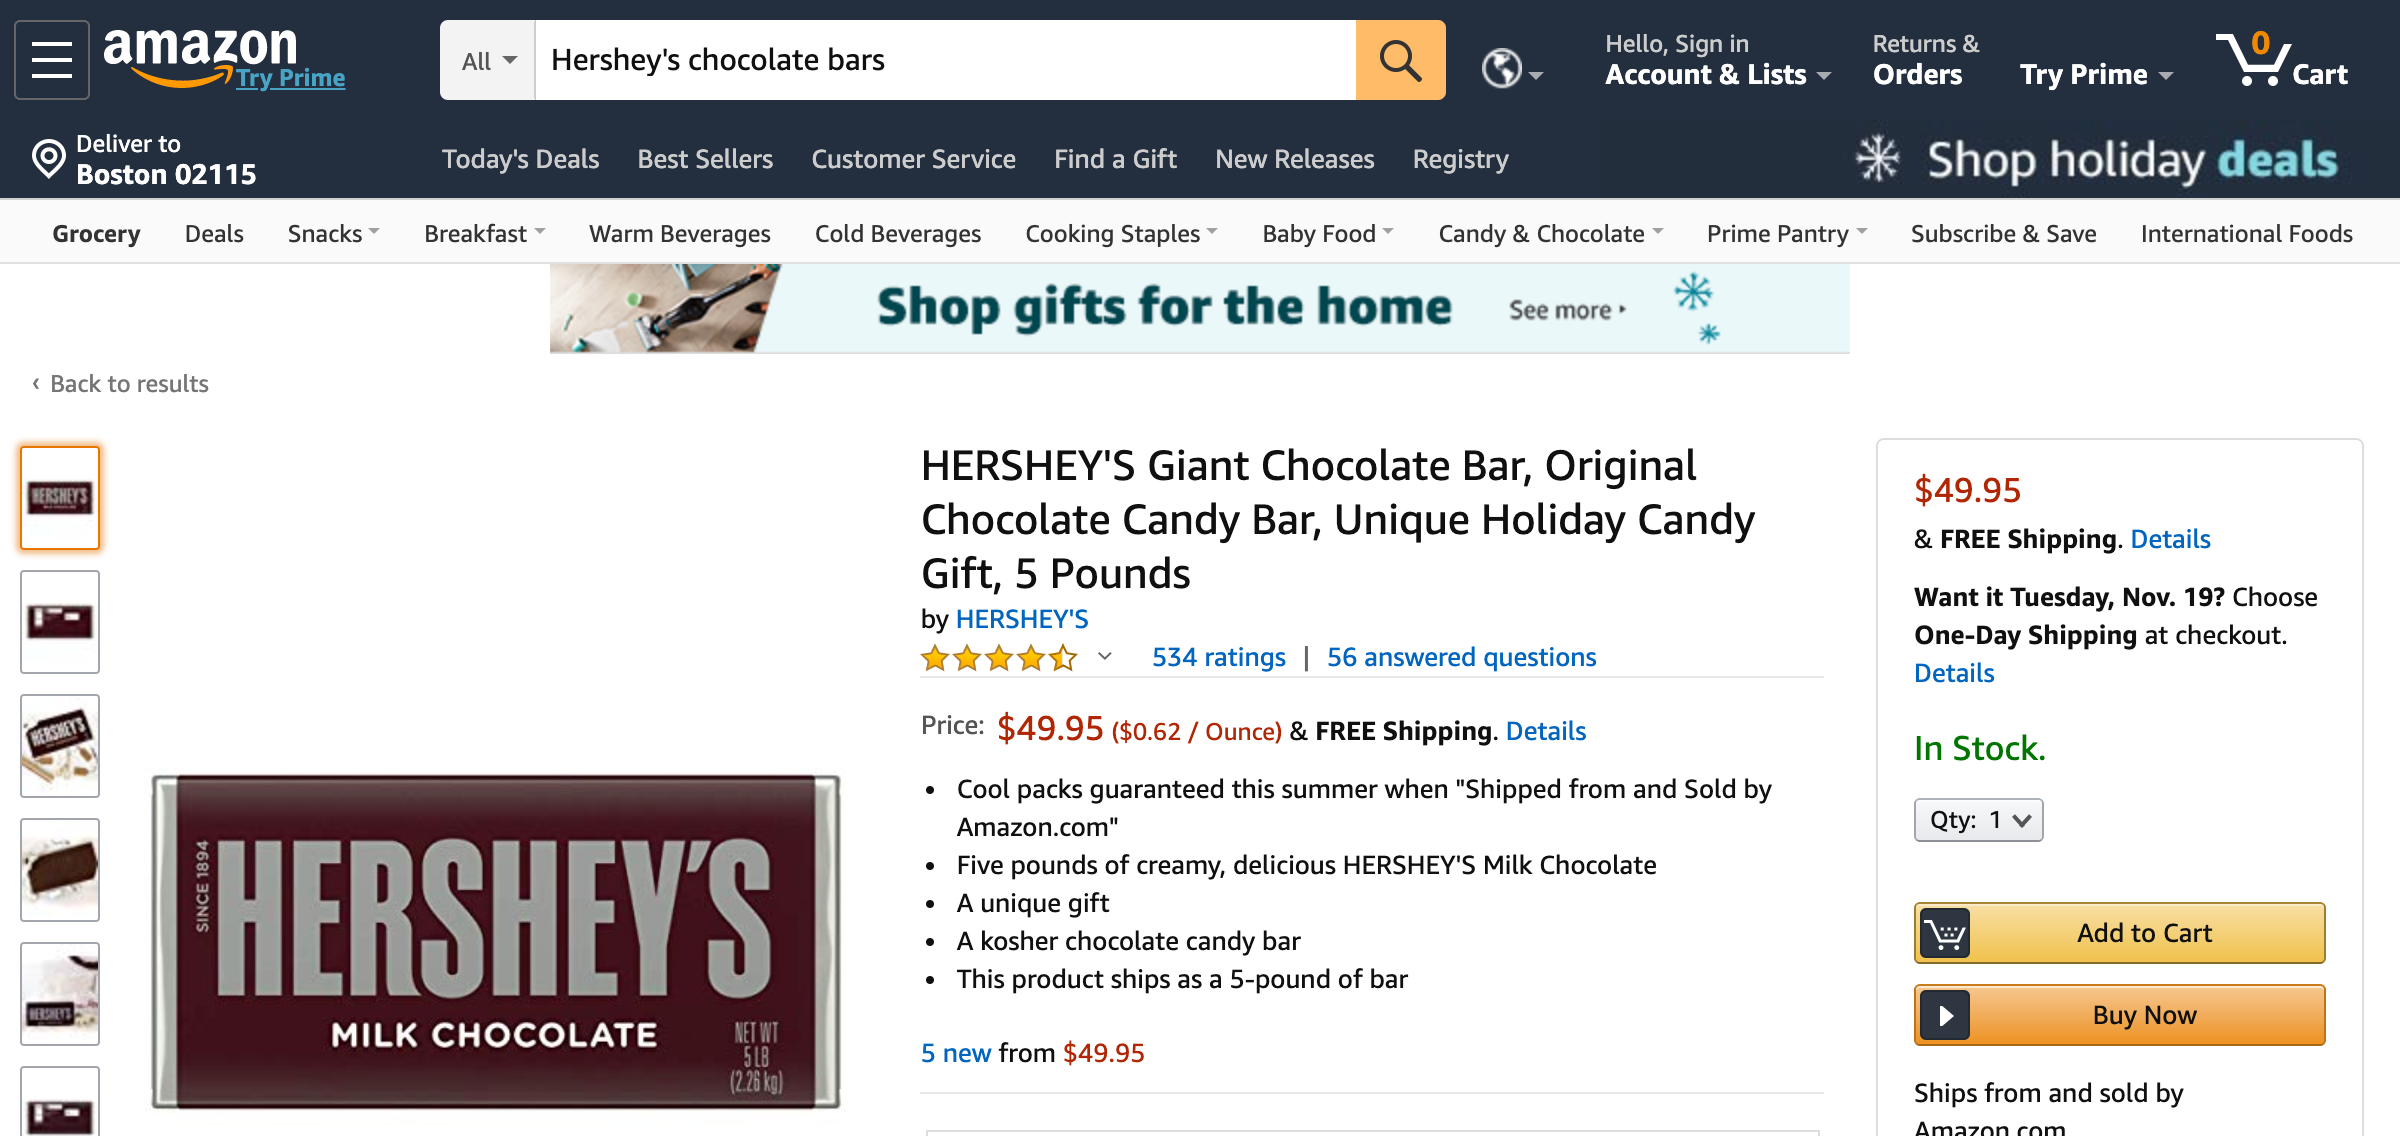 amazon
Try Prime
All
Hershey's chocolate bars
Hello, Sign in
Account & Lists
Returns &
Orders
Try Prime
0
Cart
Deliver to
Boston 02115
Today's Deals
Best Sellers
Customer Service
Find a Gift
New Releases
Registry
Shop holiday deals
Grocery
Deals
Snacks
Breakfast
Warm Beverages
Cold Beverages
Cooking Staples
Baby Food
Candy & Chocolate
Prime Pantry
Subscribe & Save
International Foods
Shop gifts for the home
See more
‹ Back to results
HERSHEY'S
HERSHEY'S
HERSHEY'S
SINCE 1894
HERSHEY'S
MILK CHOCOLATE
NET WT
5 LB
(2.26 kg)
HERSHEY'S Giant Chocolate Bar, Original
Chocolate Candy Bar, Unique Holiday Candy
Gift, 5 Pounds
by HERSHEY'S
534 ratings | 56 answered questions
Price: $49.95 ($0.62 / Ounce) & FREE Shipping. Details
• Cool packs guaranteed this summer when "Shipped from and Sold by
Amazon.com"
• Five pounds of creamy, delicious HERSHEY'S Milk Chocolate
• A unique gift
• A kosher chocolate candy bar
• This product ships as a 5-pound of bar
5 new from $49.95
$49.95
& FREE Shipping. Details
Want it Tuesday, Nov. 19? Choose
One-Day Shipping at checkout.
Details
In Stock.
Qty: 1
Add to Cart
Buy Now
Ships from and sold by
Amazon.com